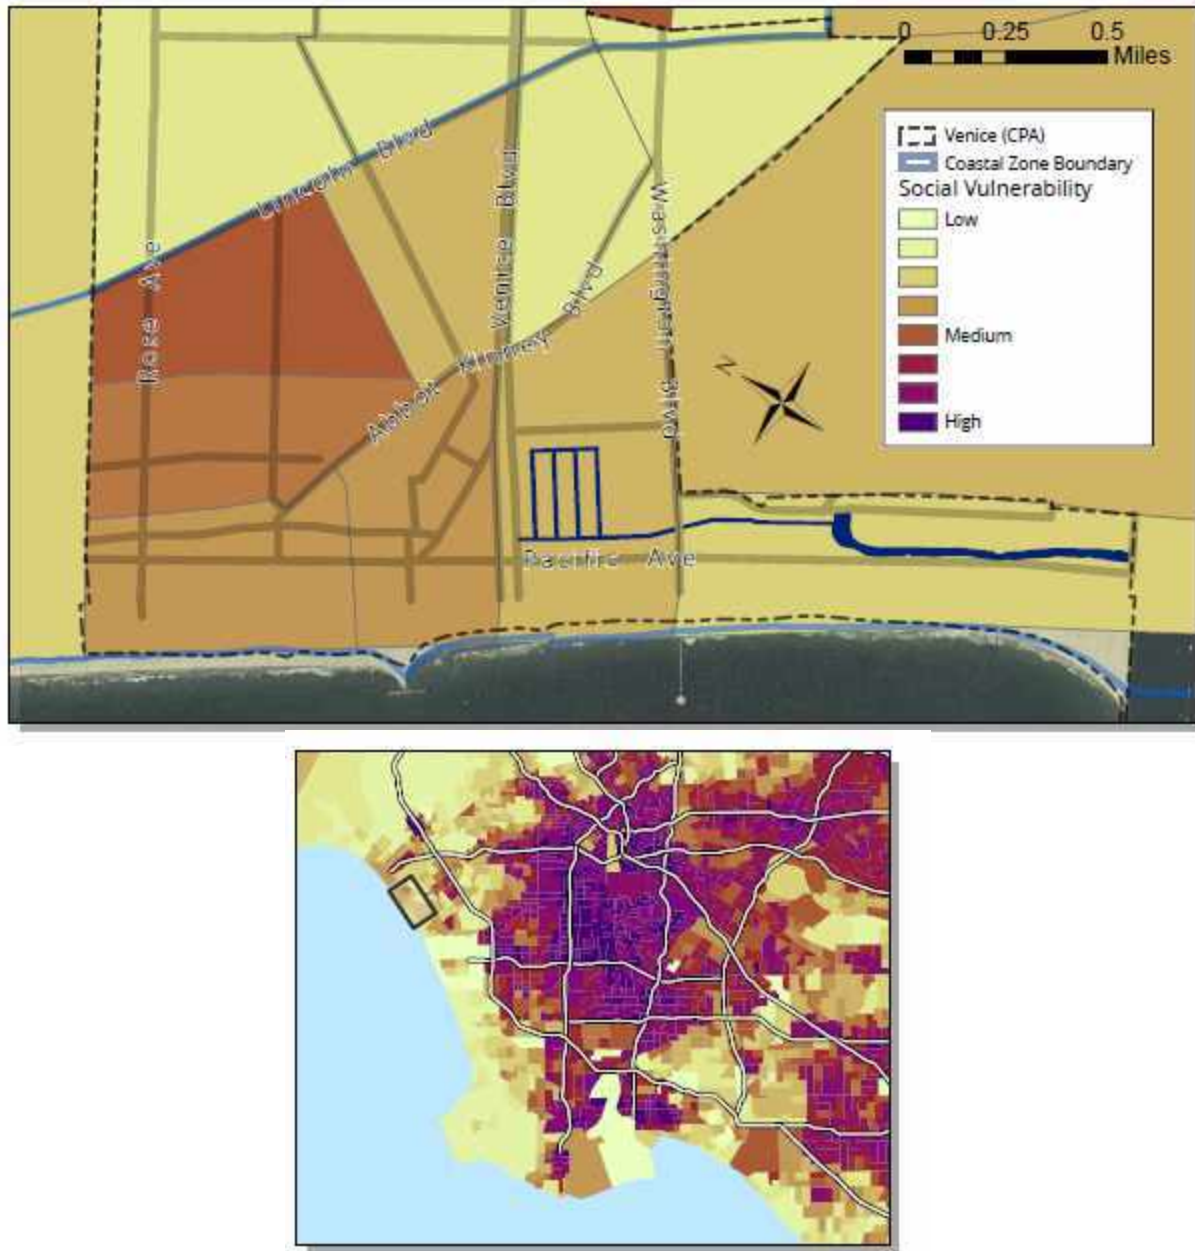 0 0.25 0.5
Miles
Venice (CPA)
Coastal Zone Boundary
Social Vulnerability
Low
Medium
High
Lincoln Blvd
Rose Ave
Venice Blvd
Washington Blvd
Abbot Kinney Blvd
N
Pacific Ave